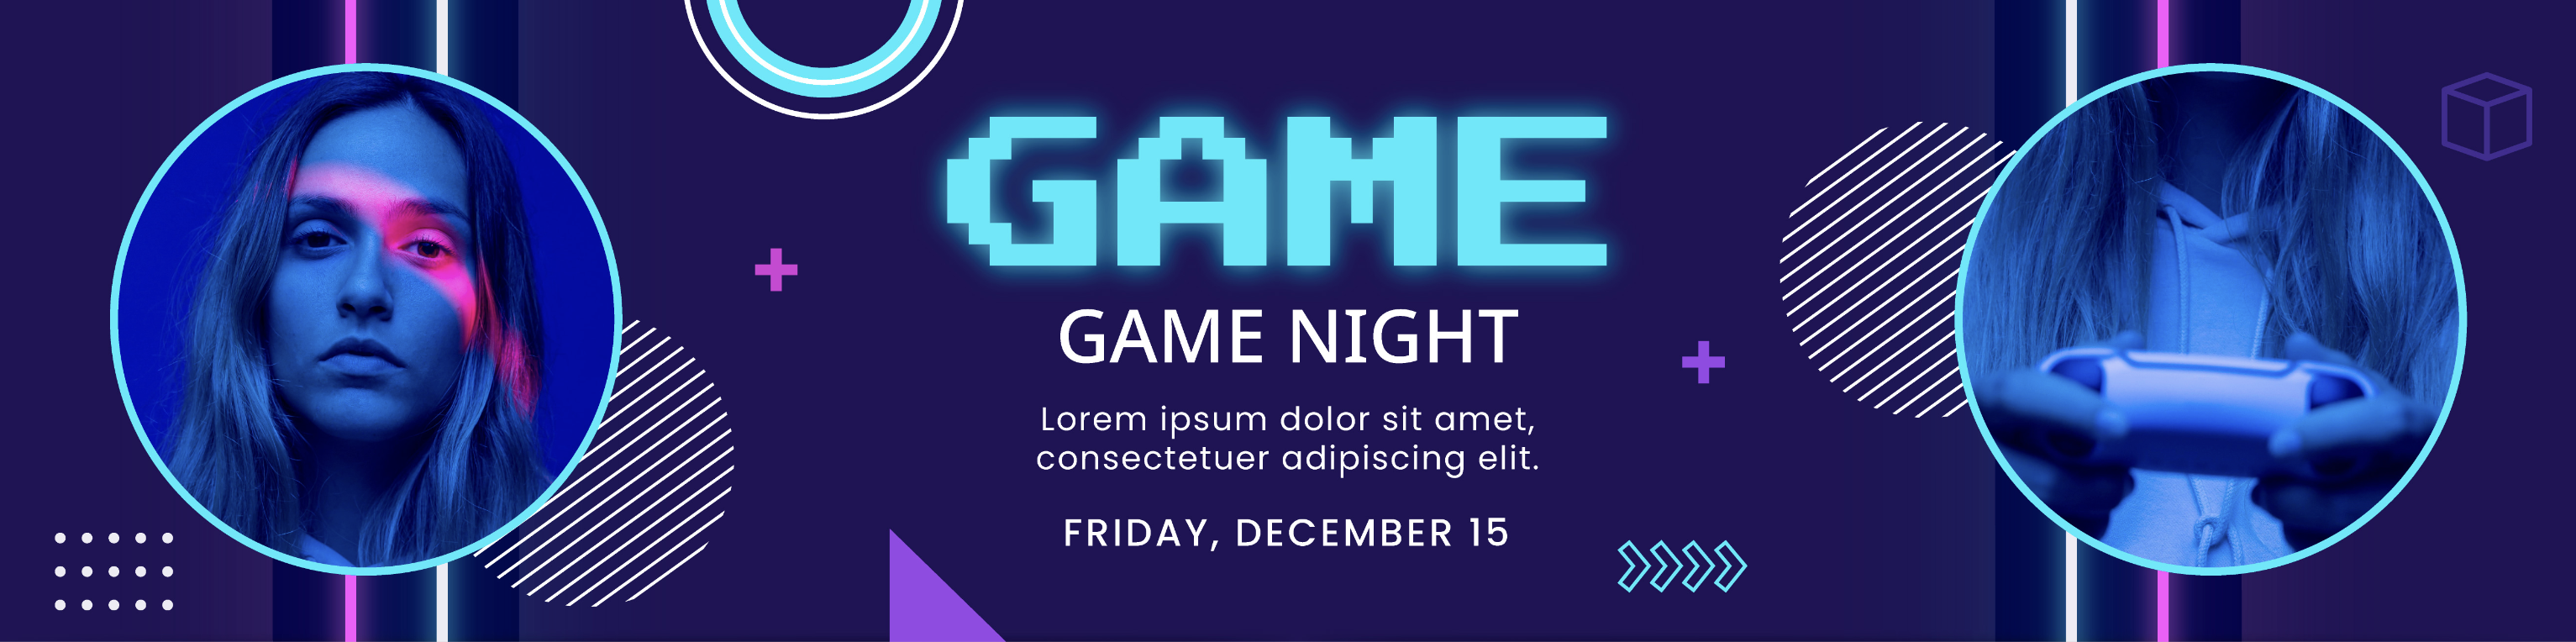 GAME
GAME NIGHT
Lorem ipsum dolor sit amet,
consectetuer adipiscing elit.
FRIDAY, DECEMBER 15